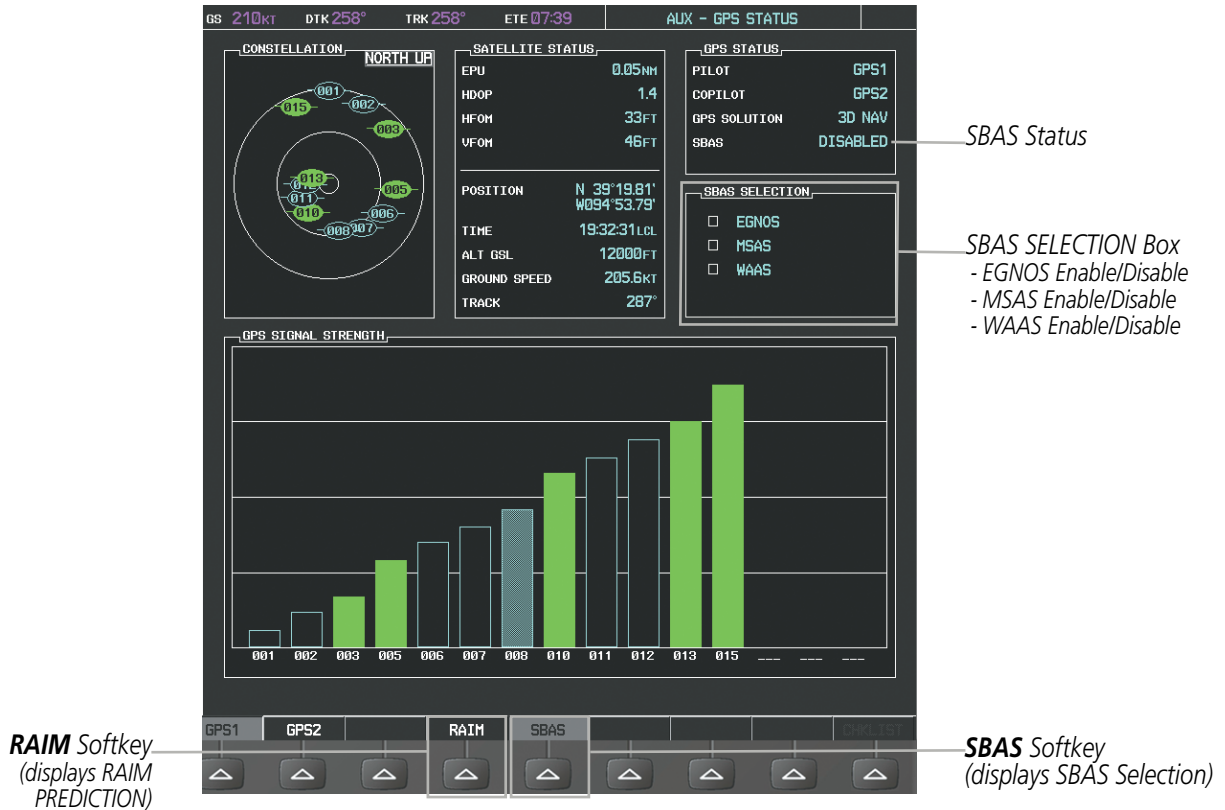 GS 210KT DTK 258° TRK 258° ETE 07:39 AUX - GPS STATUS
CONSTELLATION
NORTH UP
001
002
015
003
013
012
011
010
005
006
007
008
SATELLITE STATUS
EPU 0.05NM
HDOP 1.4
HFOM 33FT
VFOM 46FT
POSITION N 39°19.81'
W094°53.79'
TIME 19:32:31LCL
ALT GSL 12000FT
GROUND SPEED 205.6KT
TRACK 287°
GPS STATUS
PILOT GPS1
COPILOT GPS2
GPS SOLUTION 3D NAV
SBAS DISABLED
SBAS Status
SBAS SELECTION
EGNOS
MSAS
WAAS
SBAS SELECTION Box
- EGNOS Enable/Disable
- MSAS Enable/Disable
- WAAS Enable/Disable
GPS SIGNAL STRENGTH
001 002 003 005 006 007 008 010 011 012 013 015 ___ ___ ___
GPS1 GPS2 RAIM SBAS CHKLIST
RAIM Softkey
(displays RAIM
PREDICTION)
SBAS Softkey
(displays SBAS Selection)